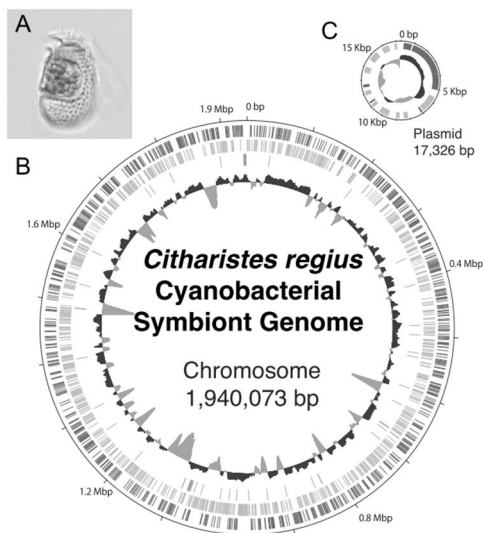 A
C
0 bp
15 Kbp
5 Kbp
10 Kbp
Plasmid
17,326 bp
B
1.9 Mbp
0 bp
1.6 Mbp
0.4 Mbp
Citharistes regius
Cyanobacterial
Symbiont Genome
Chromosome
1,940,073 bp
1.2 Mbp
0.8 Mbp